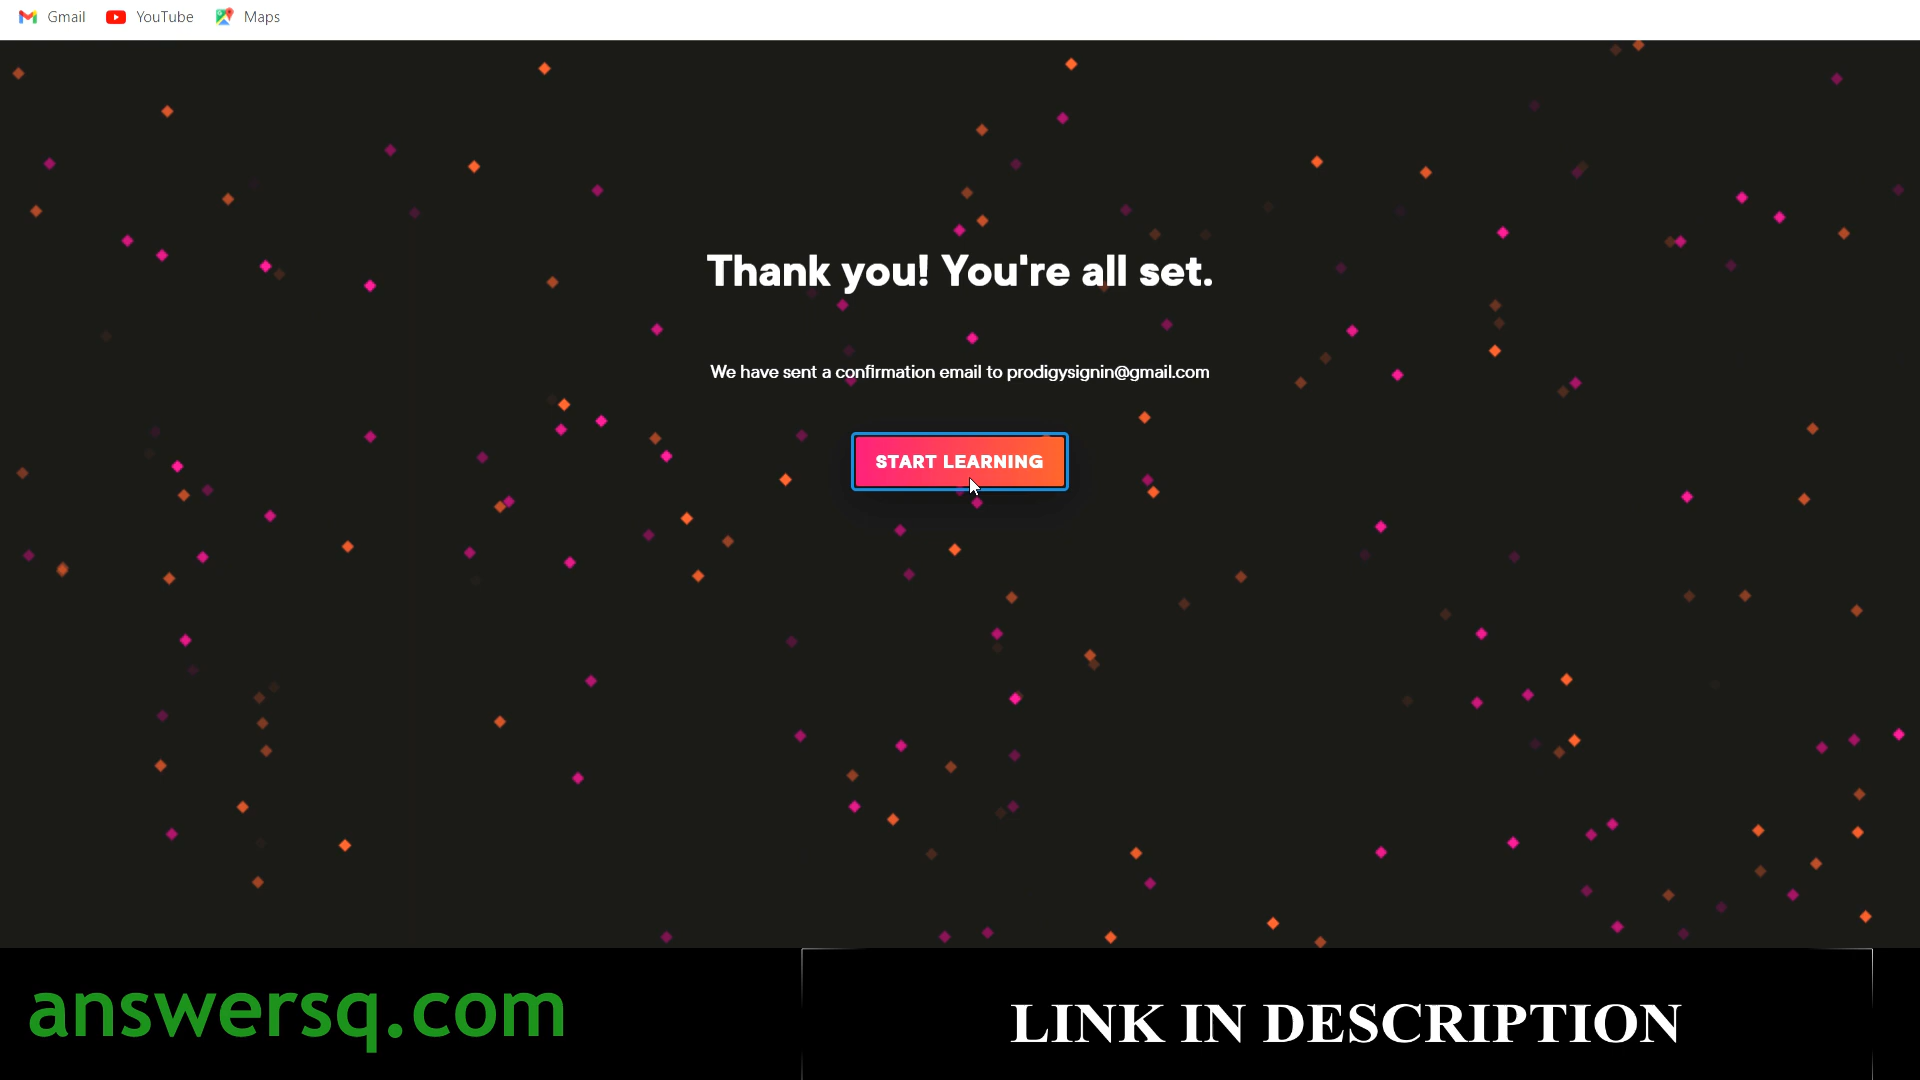 Gmail YouTube Maps
Thank you! You're all set.
We have sent a confirmation email to prodigysignin@gmail.com
START LEARNING
answersq.com
LINK IN DESCRIPTION